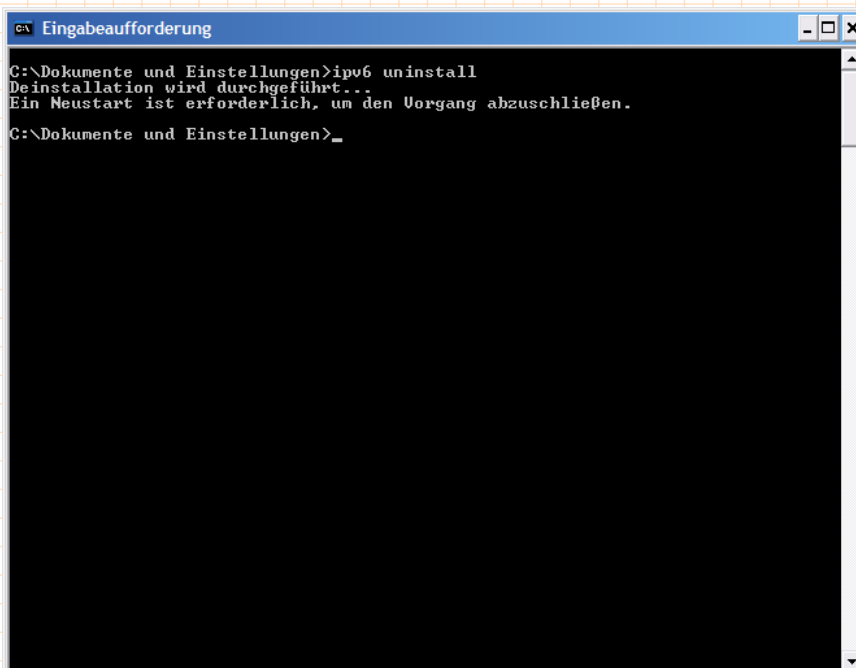 Eingabeaufforderung
C:\Dokumente und Einstellungen>ipv6 uninstall
Deinstallation wird durchgeführt...
Ein Neustart ist erforderlich, um den Vorgang abzuschließen.
C:\Dokumente und Einstellungen>_